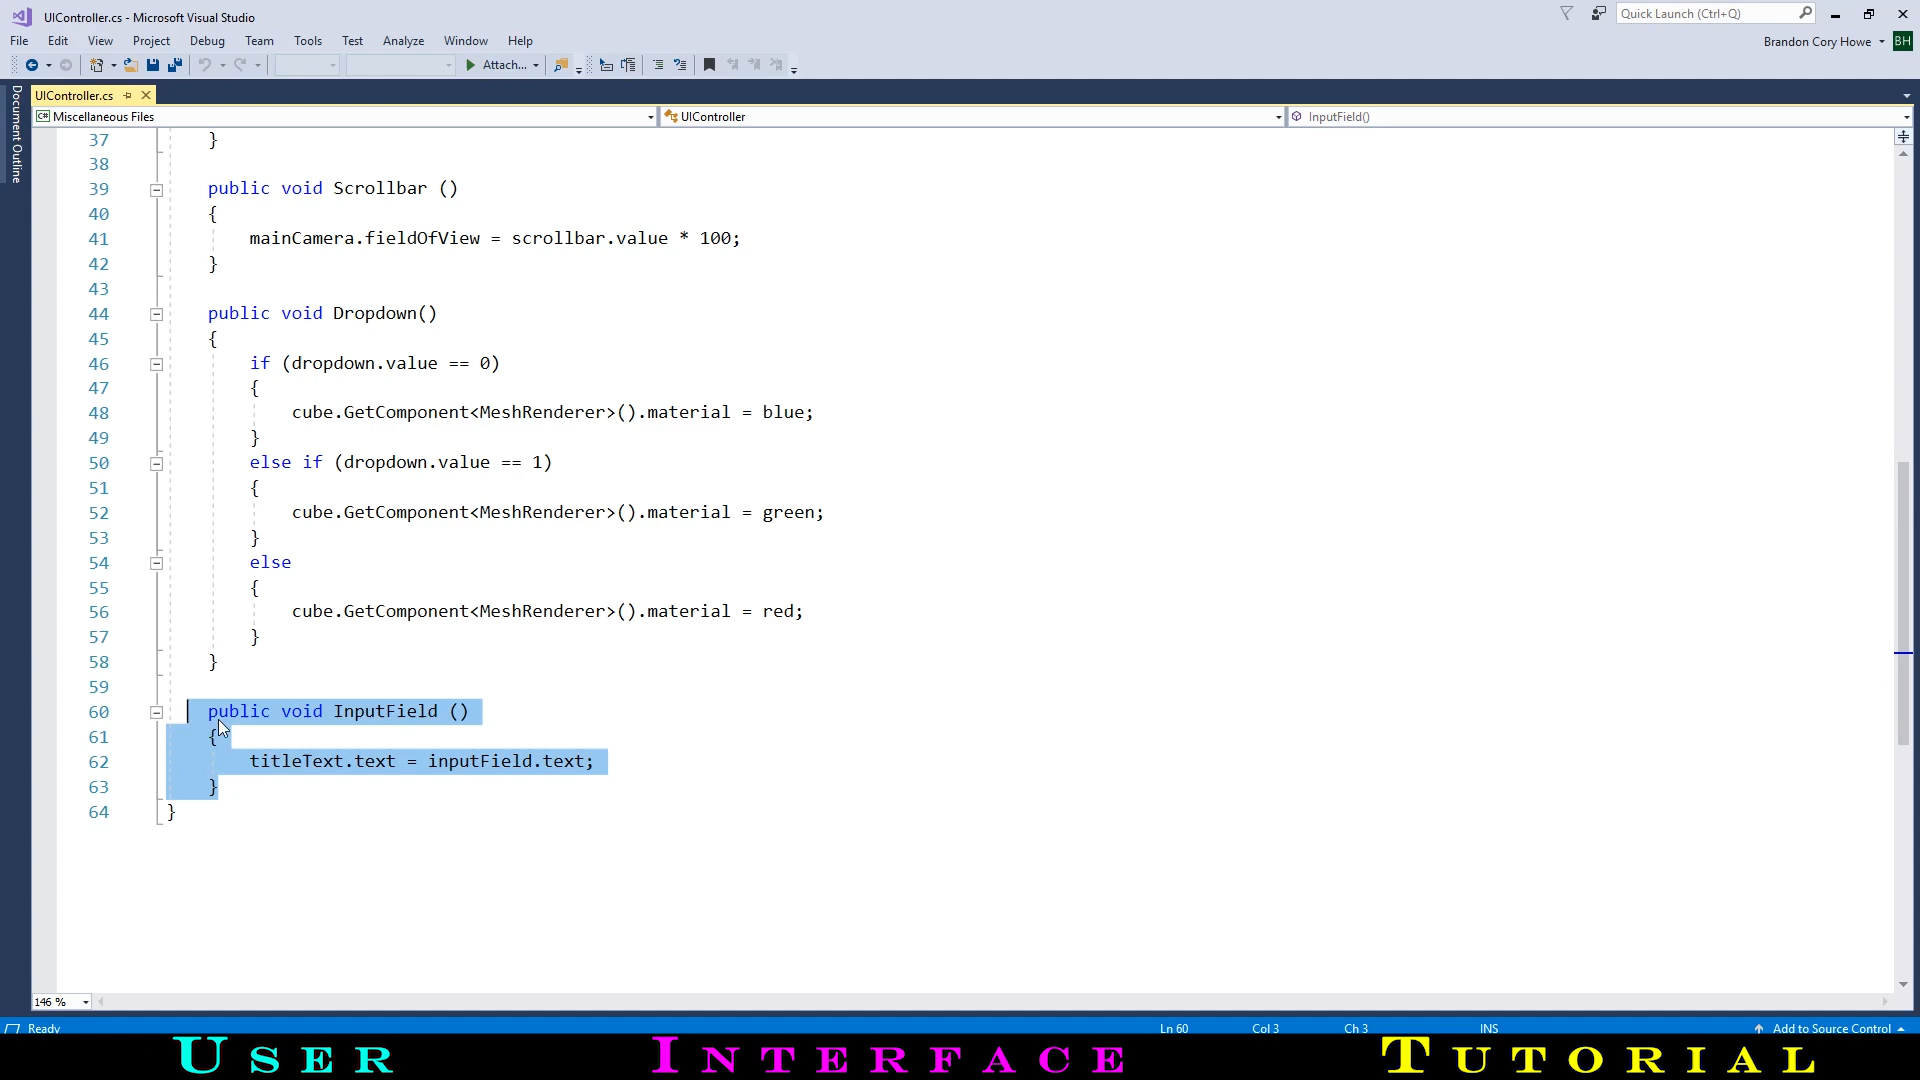 UIController.cs - Microsoft Visual Studio
Quick Launch (Ctrl+Q)
File Edit View Project Debug Team Tools Test Analyze Window Help
Brandon Cory Howe BH
Attach...
Document Outline
UIController.cs
C# Miscellaneous Files UIController InputField()
37 }
38
39 public void Scrollbar ()
40 {
41 mainCamera.fieldOfView = scrollbar.value * 100;
42 }
43
44 public void Dropdown()
45 {
46 if (dropdown.value == 0)
47 {
48 cube.GetComponent<MeshRenderer>().material = blue;
49 }
50 else if (dropdown.value == 1)
51 {
52 cube.GetComponent<MeshRenderer>().material = green;
53 }
54 else
55 {
56 cube.GetComponent<MeshRenderer>().material = red;
57 }
58 }
59
60 public void InputField ()
61 {
62 titleText.text = inputField.text;
63 }
64 }
146 %
Ready Ln 60 Col 3 Ch 3 INS Add to Source Control
User Interface Tutorial